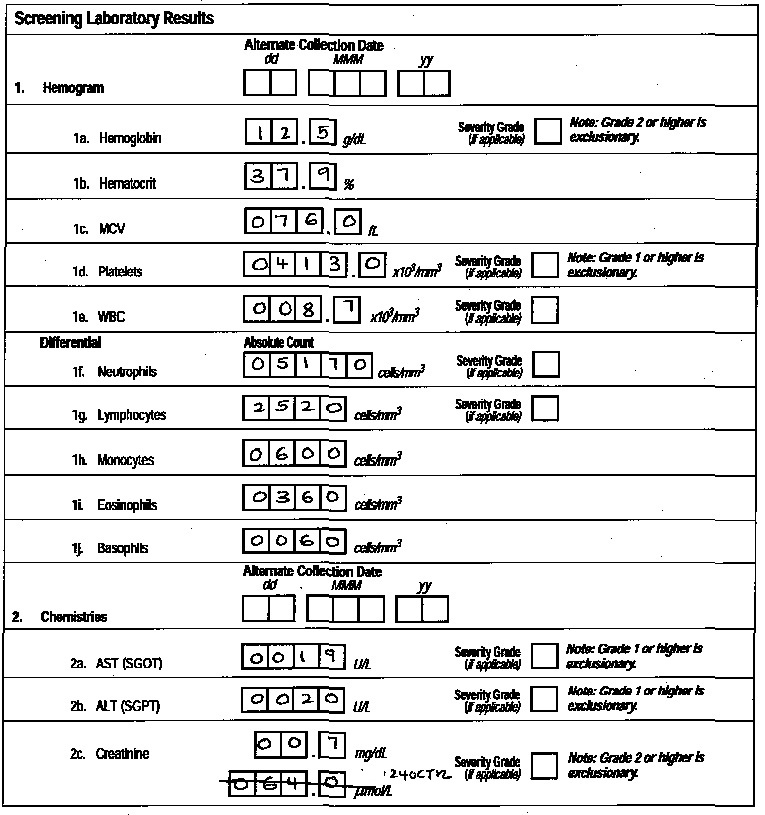 Screening Laboratory Results
Alternate Collection Date
dd MMM yy
1. Hemogram
1a. Hemoglobin 12.5 g/dL Severity Grade (if applicable) Note: Grade 2 or higher is exclusionary.
1b. Hematocrit 37.9 %
1c. MCV 076.0 fL
1d. Platelets 0413.0 x10³/mm³ Severity Grade (if applicable) Note: Grade 1 or higher is exclusionary.
1e. WBC 008.7 x10³/mm³ Severity Grade (if applicable)
Differential Absolute Count
1f. Neutrophils 05170 cells/mm³ Severity Grade (if applicable)
1g. Lymphocytes 2520 cells/mm³ Severity Grade (if applicable)
1h. Monocytes 0600 cells/mm³
1i. Eosinophils 0360 cells/mm³
1j. Basophils 0060 cells/mm³
Alternate Collection Date
dd MMM yy
2. Chemistries
2a. AST (SGOT) 0019 U/L Severity Grade (if applicable) Note: Grade 1 or higher is exclusionary.
2b. ALT (SGPT) 0020 U/L Severity Grade (if applicable) Note: Grade 1 or higher is exclusionary.
2c. Creatinine 00.7 mg/dL Severity Grade (if applicable) Note: Grade 2 or higher is exclusionary.
064.0 µmol/L